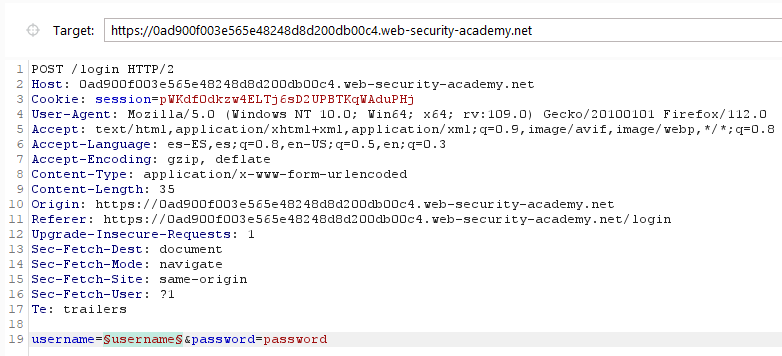 Target: https://0ad900f003e565e48248d8d200db00c4.web-security-academy.net
1 POST /login HTTP/2
2 Host: 0ad900f003e565e48248d8d200db00c4.web-security-academy.net
3 Cookie: session=pWKdfOdkzw4ELTj6sD2UPBTKqWAduPHj
4 User-Agent: Mozilla/5.0 (Windows NT 10.0; Win64; x64; rv:109.0) Gecko/20100101 Firefox/112.0
5 Accept: text/html,application/xhtml+xml,application/xml;q=0.9,image/avif,image/webp,*/*;q=0.8
6 Accept-Language: es-ES,es;q=0.8,en-US;q=0.5,en;q=0.3
7 Accept-Encoding: gzip, deflate
8 Content-Type: application/x-www-form-urlencoded
9 Content-Length: 35
10 Origin: https://0ad900f003e565e48248d8d200db00c4.web-security-academy.net
11 Referer: https://0ad900f003e565e48248d8d200db00c4.web-security-academy.net/login
12 Upgrade-Insecure-Requests: 1
13 Sec-Fetch-Dest: document
14 Sec-Fetch-Mode: navigate
15 Sec-Fetch-Site: same-origin
16 Sec-Fetch-User: ?1
17 Te: trailers
18
19 username=§username§&password=password